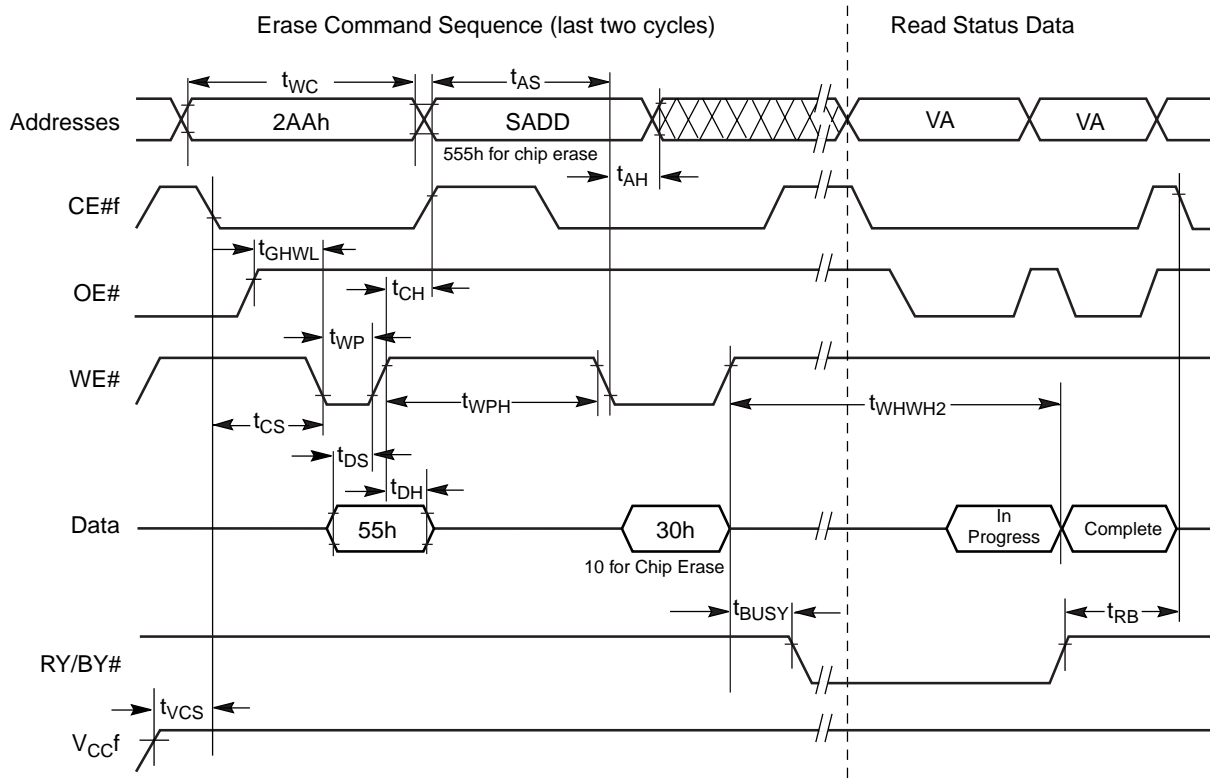 Erase Command Sequence (last two cycles)
Read Status Data
tWC
tAS
Addresses
2AAh
SADD
VA
VA
555h for chip erase
tAH
CE#f
tGHWL
OE#
tCH
tWP
WE#
tWPH
tWHWH2
tCS
tDS
tDH
Data
55h
30h
In
Progress
Complete
10 for Chip Erase
tBUSY
tRB
RY/BY#
tVCS
VCCf